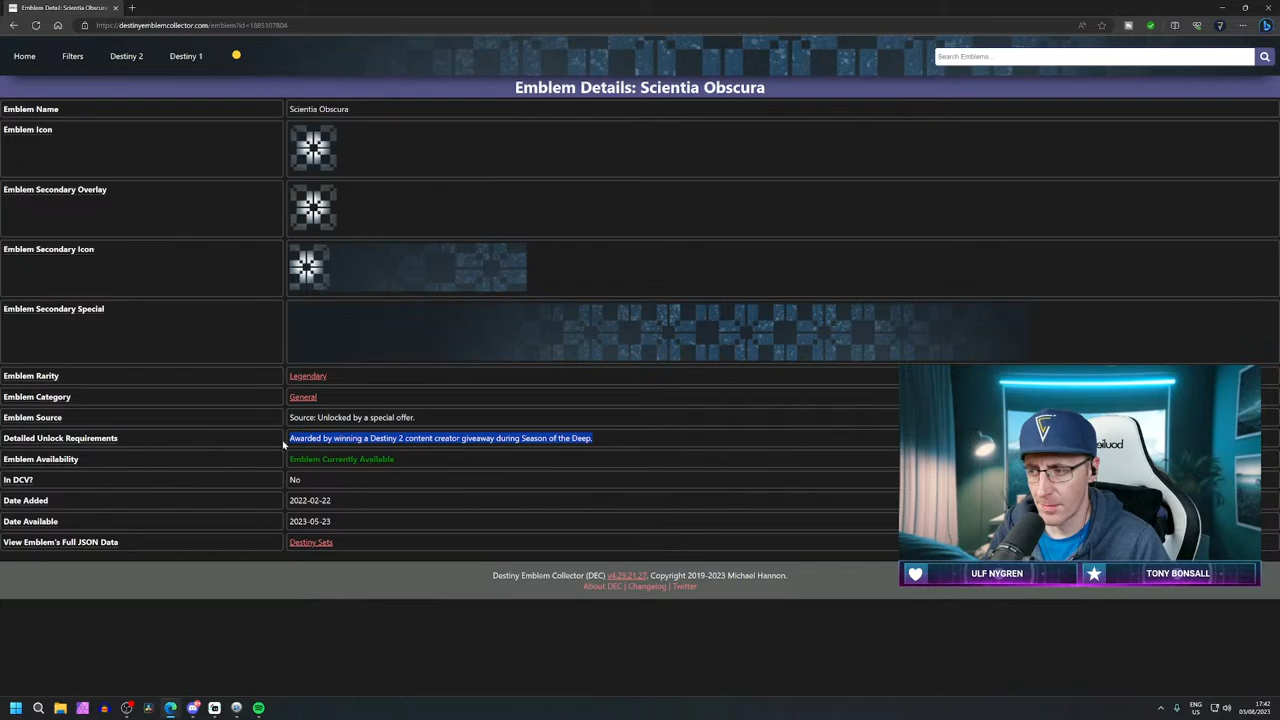 Emblem Detail: Scientia Obscura
https://destinyemblemcollector.com/emblem?id=1885107804
Home Filters Destiny 2 Destiny 1
Search Emblems...
Emblem Details: Scientia Obscura
Emblem Name Scientia Obscura
Emblem Icon
Emblem Secondary Overlay
Emblem Secondary Icon
Emblem Secondary Special
Emblem Rarity Legendary
Emblem Category General
Emblem Source Source: Unlocked by a special offer.
Detailed Unlock Requirements Awarded by winning a Destiny 2 content creator giveaway during Season of the Deep.
Emblem Availability Emblem Currently Available
In DCV? No
Date Added 2022-02-22
Date Available 2023-05-23
View Emblem's Full JSON Data Destiny Sets
Destiny Emblem Collector (DEC) v4.29.21.27. Copyright 2019-2023 Michael Hannon.
About DEC | Changelog | Twitter
ULF NYGREN TONY BONSALL
ENG
US
17:42
03/08/2023